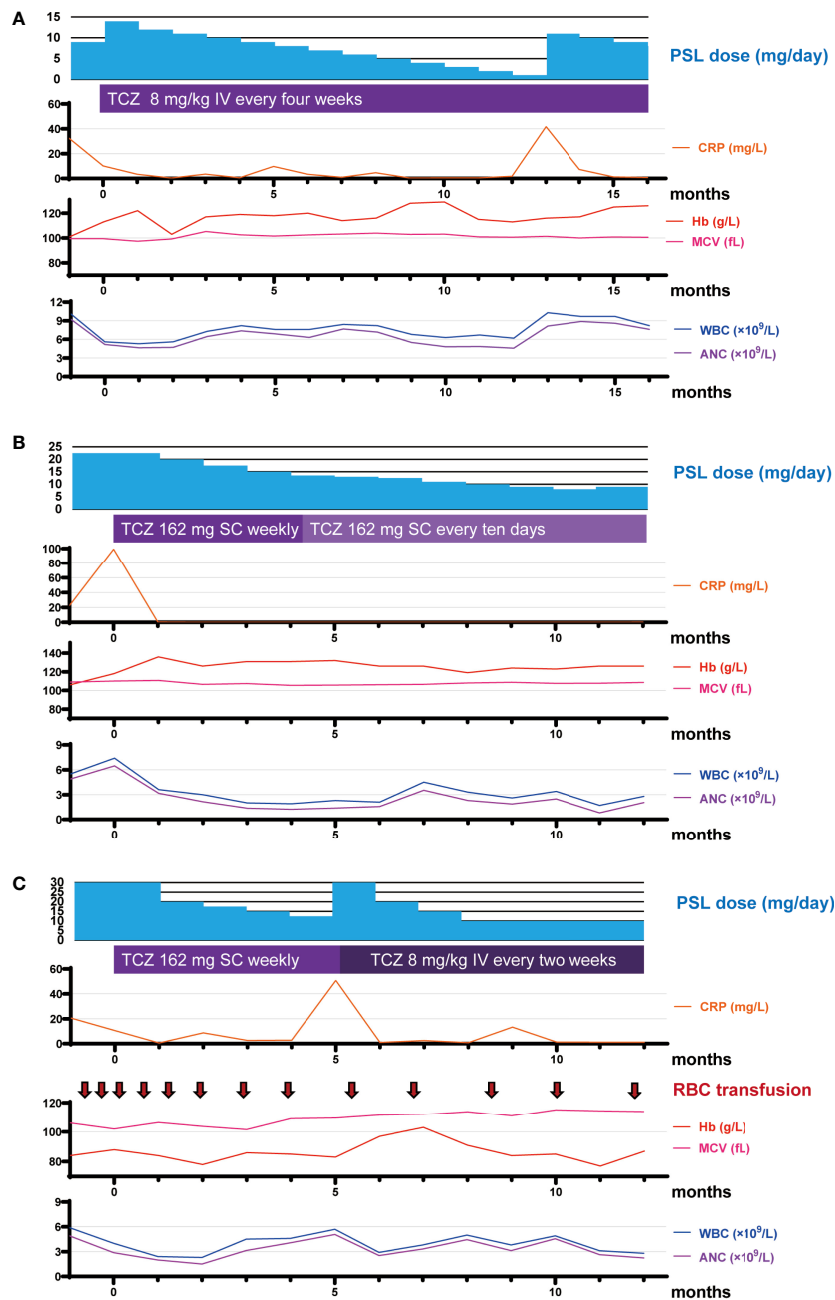 A
15
10
5
0
PSL dose (mg/day)
TCZ 8 mg/kg IV every four weeks
60
40
20
0
CRP (mg/L)
0 5 10 15
months
120
100
80
Hb (g/L)
MCV (fL)
0 5 10 15
months
12
9
6
3
0
WBC (×10⁹/L)
ANC (×10⁹/L)
0 5 10 15
months
B
25
20
15
10
5
0
PSL dose (mg/day)
TCZ 162 mg SC weekly TCZ 162 mg SC every ten days
100
80
60
40
20
0
CRP (mg/L)
0 5 10
months
140
120
100
80
Hb (g/L)
MCV (fL)
0 5 10
months
9
6
3
0
WBC (×10⁹/L)
ANC (×10⁹/L)
0 5 10
months
C
30
25
20
15
10
5
0
PSL dose (mg/day)
TCZ 162 mg SC weekly TCZ 8 mg/kg IV every two weeks
60
40
20
0
CRP (mg/L)
0 5 10
months
RBC transfusion
120
100
80
MCV (fL)
Hb (g/L)
0 5 10
months
9
6
3
0
WBC (×10⁹/L)
ANC (×10⁹/L)
0 5 10
months